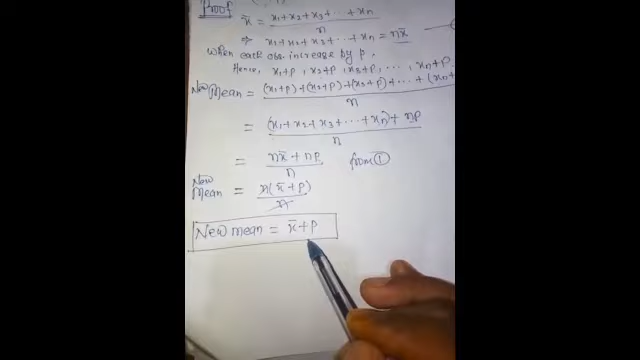 Proof
x̄ = x₁+x₂+x₃+ ... +xₙ / n
⇒ x₁+x₂+x₃+ ... +xₙ = nx̄
when each obs. increase by p.
Hence, x₁+p, x₂+p, x₃+p, ... , xₙ+p.
New Mean = (x₁+p)+(x₂+p)+(x₃+p)+ ... +(xₙ+ / n
= (x₁+x₂+x₃+ ... +xₙ)+ np / n
= nx̄ + np / n from ①
New Mean = n(x̄+p) / n
New mean = x̄+p